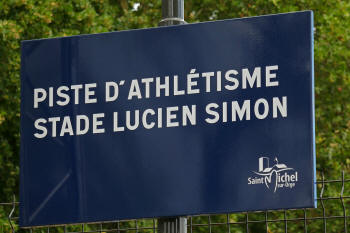 PISTE D'ATHLÉTISME
STADE LUCIEN SIMON
Saint Michel
sur-Orge